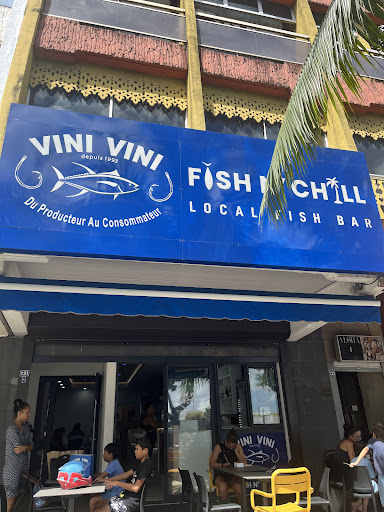 VINI VINI
depuis 1995
Du Producteur Au Consommateur
FISH N CHILL
LOCAL FISH BAR
VINI VINI